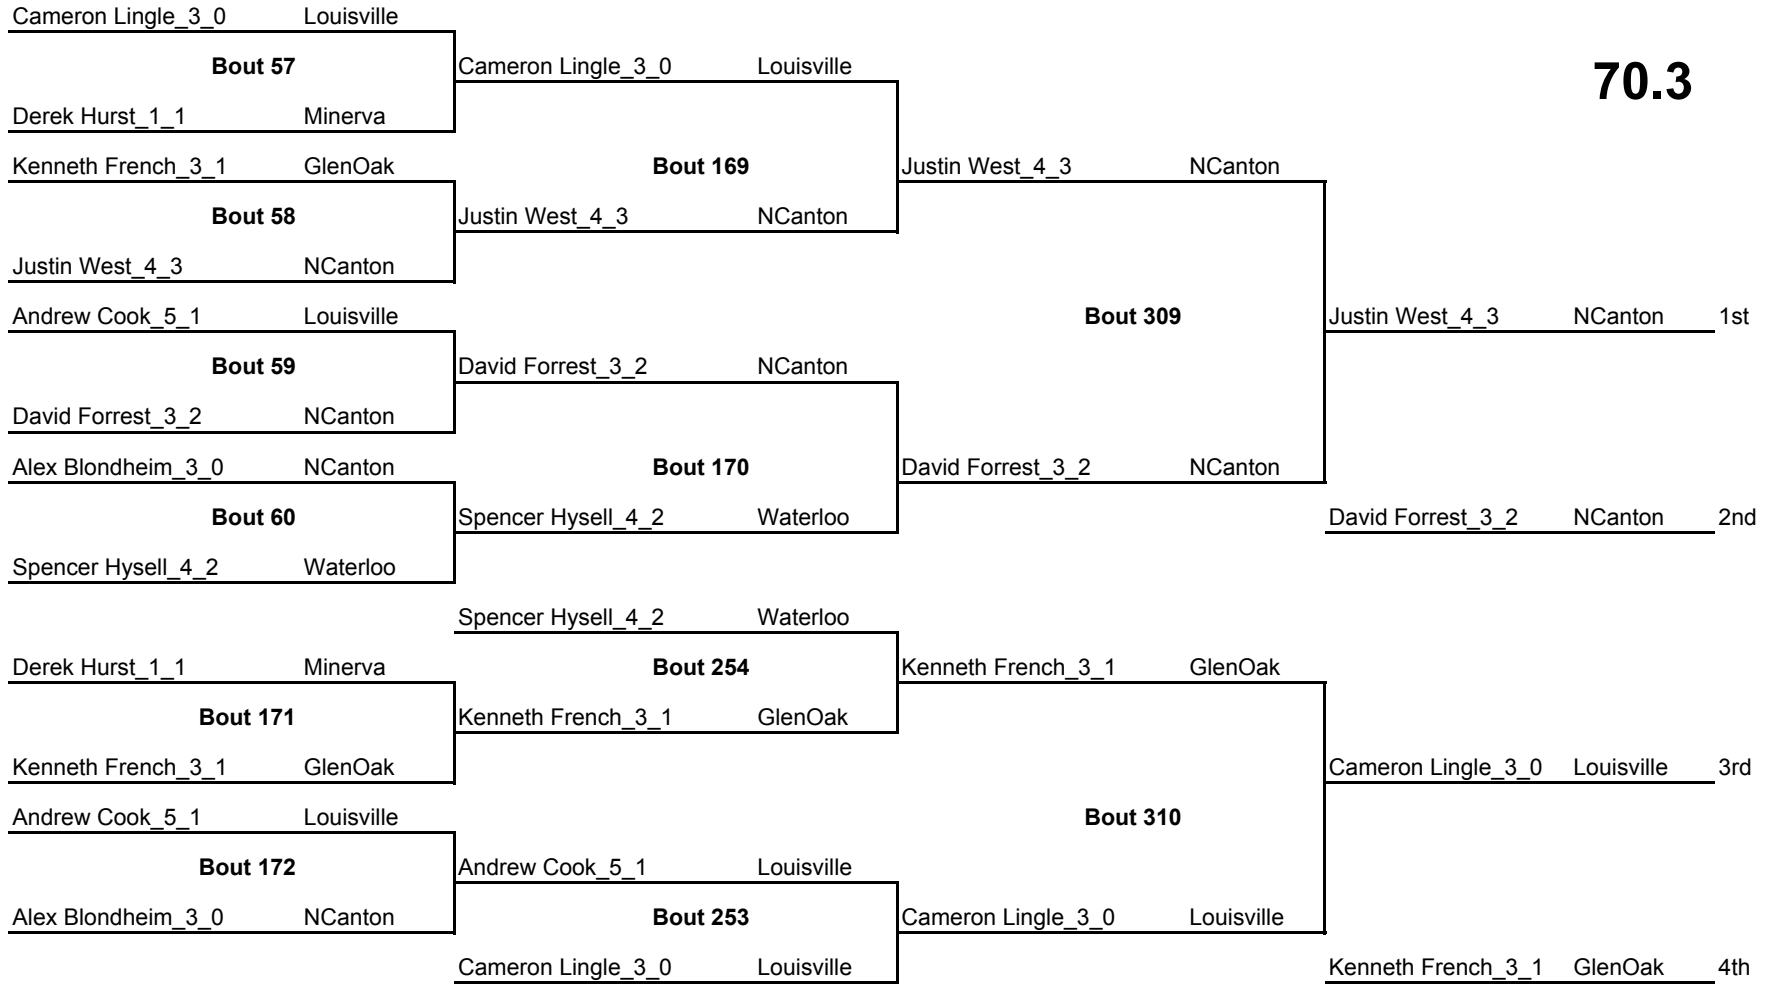 Cameron Lingle_3_0 Louisville
Bout 57 Cameron Lingle_3_0 Louisville 70.3
Derek Hurst_1_1 Minerva
Kenneth French_3_1 GlenOak Bout 169 Justin West_4_3 NCanton
Bout 58 Justin West_4_3 NCanton
Justin West_4_3 NCanton
Andrew Cook_5_1 Louisville Bout 309 Justin West_4_3 NCanton 1st
Bout 59 David Forrest_3_2 NCanton
David Forrest_3_2 NCanton
Alex Blondheim_3_0 NCanton Bout 170 David Forrest_3_2 NCanton
Bout 60 Spencer Hysell_4_2 Waterloo David Forrest_3_2 NCanton 2nd
Spencer Hysell_4_2 Waterloo
Spencer Hysell_4_2 Waterloo
Derek Hurst_1_1 Minerva Bout 254 Kenneth French_3_1 GlenOak
Bout 171 Kenneth French_3_1 GlenOak
Kenneth French_3_1 GlenOak Cameron Lingle_3_0 Louisville 3rd
Andrew Cook_5_1 Louisville Bout 310
Bout 172 Andrew Cook_5_1 Louisville
Alex Blondheim_3_0 NCanton Bout 253 Cameron Lingle_3_0 Louisville
Cameron Lingle_3_0 Louisville Kenneth French_3_1 GlenOak 4th